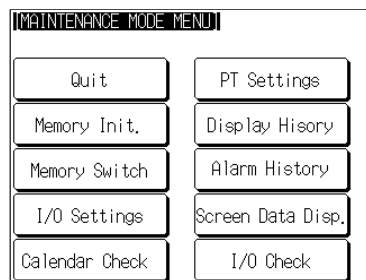 [MAINTENANCE MODE MENU]
Quit
PT Settings
Memory Init.
Display Hisory
Memory Switch
Alarm History
I/O Settings
Screen Data Disp.
Calendar Check
I/O Check